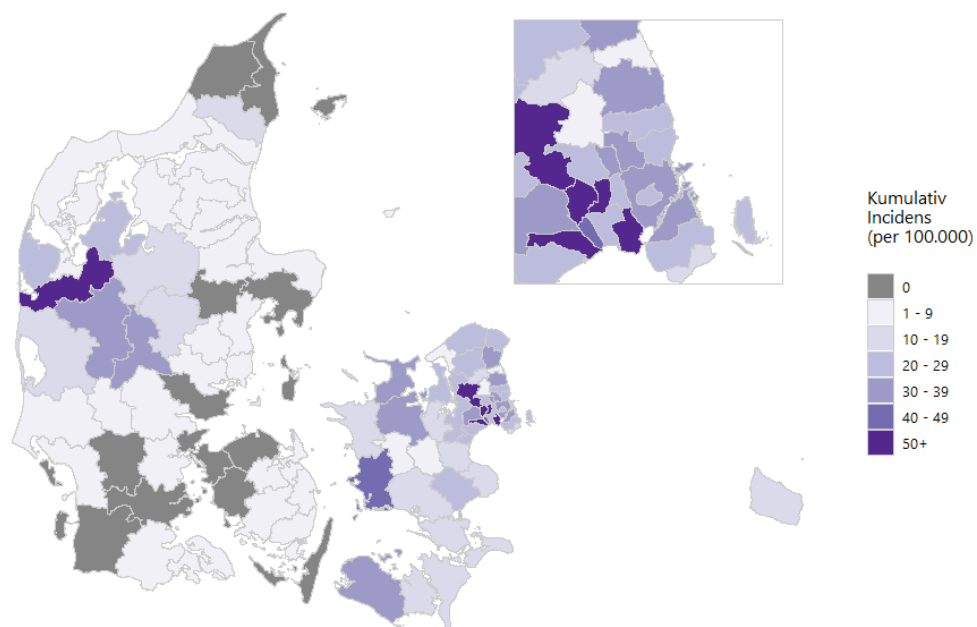 Kumulativ
Incidens
(per 100.000)
0
1 - 9
10 - 19
20 - 29
30 - 39
40 - 49
50+